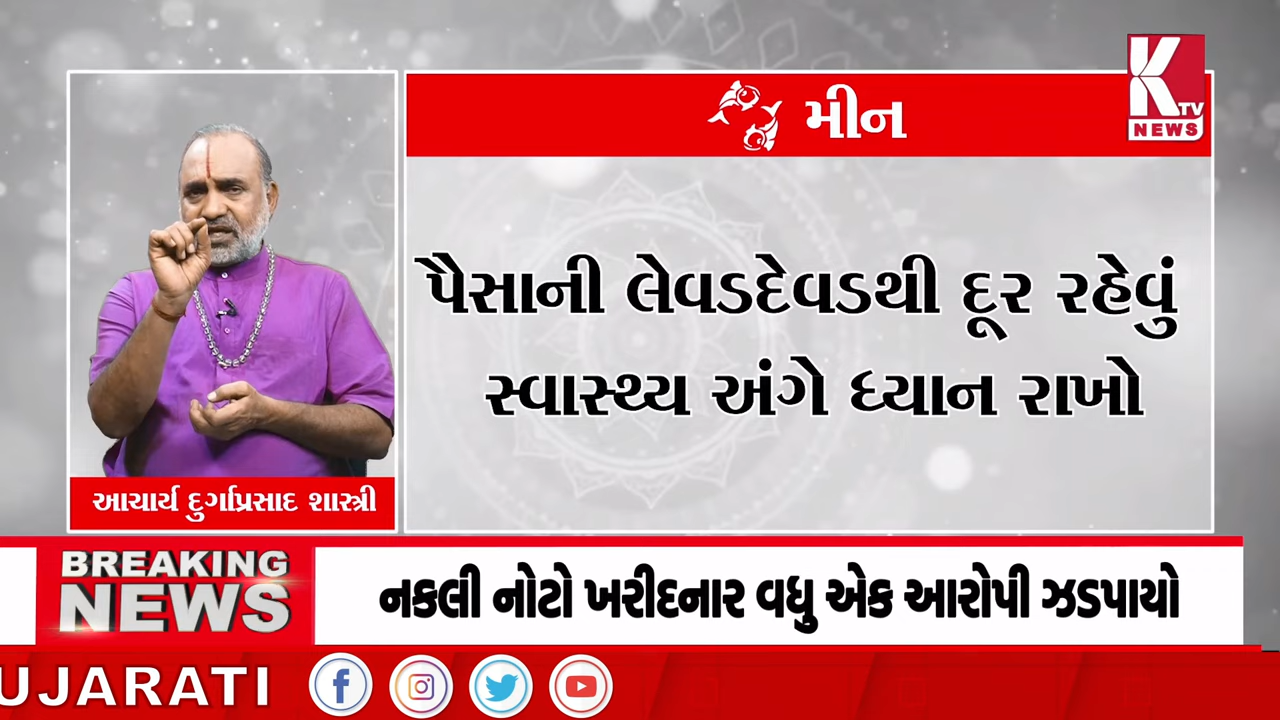 મીન
K TV
NEWS
પૈસાની લેવડદેવડથી દૂર રહેવું
સ્વાસ્થ્ય અંગે ધ્યાન રાખો
આચાર્ય દુર્ગાપ્રસાદ શાસ્ત્રી
BREAKING
NEWS
નકલી નોટો ખરીદનાર વધુ એક આરોપી ઝડપાયો
UJARATI